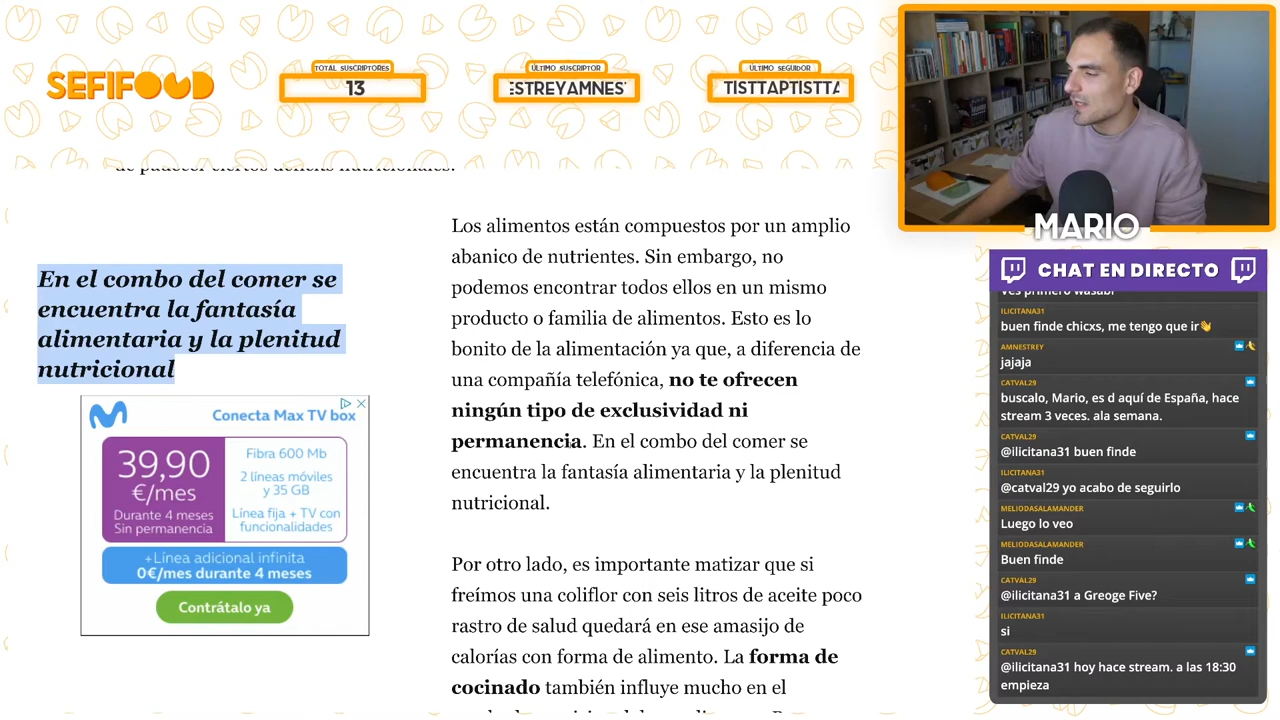 SEFIFOOD
TOTAL SUSCRIPTORES
13
ÚLTIMO SUSCRIPTOR
ESTREYAMNES
ÚLTIMO SEGUIDOR
TISTTAPTISTTA
de padecer ciertos déficits nutricionales.
En el combo del comer se
encuentra la fantasía
alimentaria y la plenitud
nutricional
Conecta Max TV box
39,90
€/mes
Durante 4 meses
Sin permanencia
Fibra 600 Mb
2 líneas móviles
y 35 GB
Línea fija + TV con
funcionalidades
+Línea adicional infinita
0€/mes durante 4 meses
Contrátalo ya
Los alimentos están compuestos por un amplio
abanico de nutrientes. Sin embargo, no
podemos encontrar todos ellos en un mismo
producto o familia de alimentos. Esto es lo
bonito de la alimentación ya que, a diferencia de
una compañía telefónica, no te ofrecen
ningún tipo de exclusividad ni
permanencia. En el combo del comer se
encuentra la fantasía alimentaria y la plenitud
nutricional.
Por otro lado, es importante matizar que si
freímos una coliflor con seis litros de aceite poco
rastro de salud quedará en ese amasijo de
calorías con forma de alimento. La forma de
cocinado también influye mucho en el
MARIO
CHAT EN DIRECTO
Ves primero wasabi
ILICITANA31
buen finde chicxs, me tengo que ir👋
AMNESTREY
jajaja
CATVAL29
buscalo, Mario, es d aquí de España, hace
stream 3 veces. ala semana.
CATVAL29
@ilicitana31 buen finde
ILICITANA31
@catval29 yo acabo de seguirlo
MELIODASALAMANDER
Luego lo veo
MELIODASALAMANDER
Buen finde
CATVAL29
@ilicitana31 a Greoge Five?
ILICITANA31
si
CATVAL29
@ilicitana31 hoy hace stream. a las 18:30
empieza